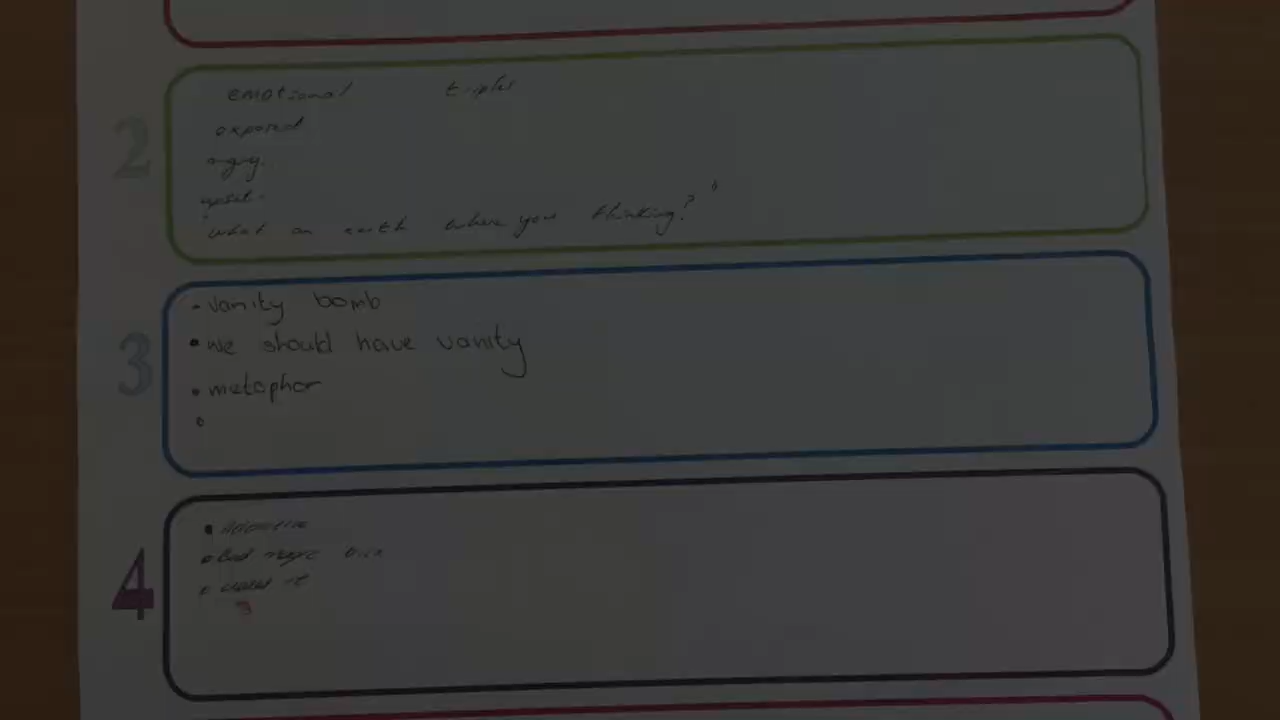 2
emotional triples
exposed
angry.
upset.
"what on earth where you thinking?"
3
• vanity bomb
• we should have vanity
• metaphor
4